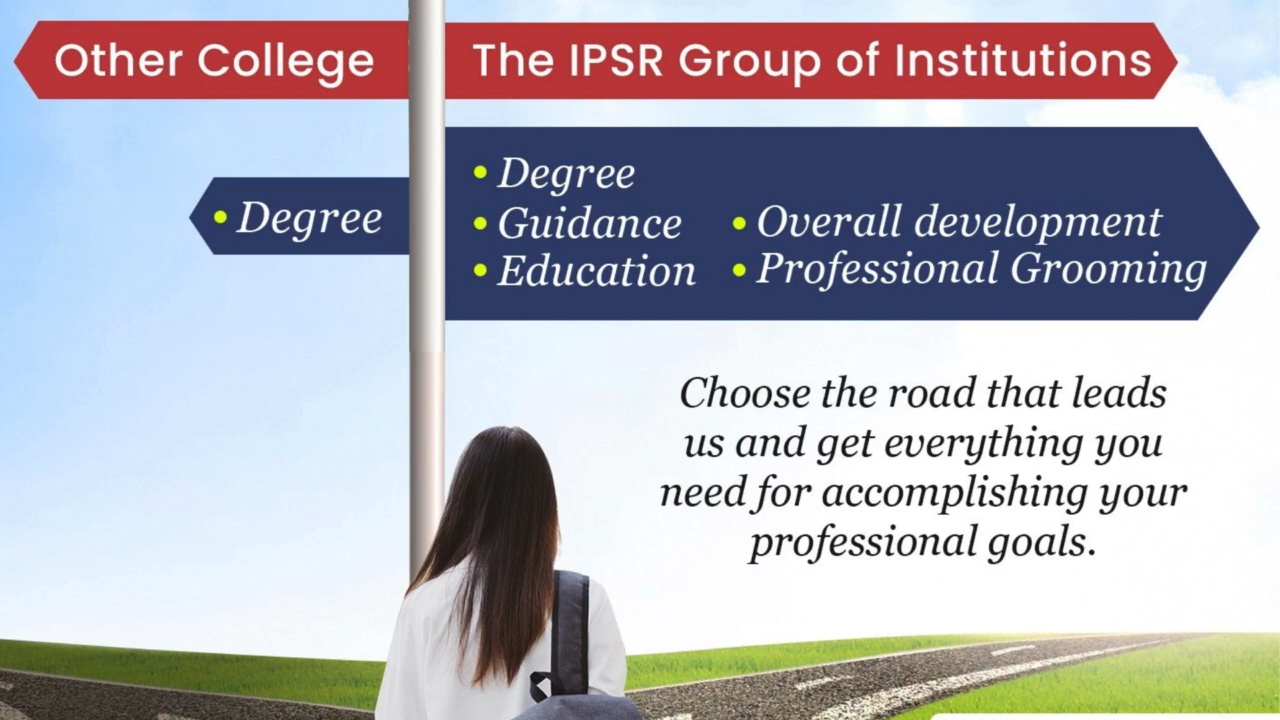 Other College
The IPSR Group of Institutions
• Degree
• Degree
• Guidance
• Education
• Overall development
• Professional Grooming
Choose the road that leads
us and get everything you
need for accomplishing your
professional goals.